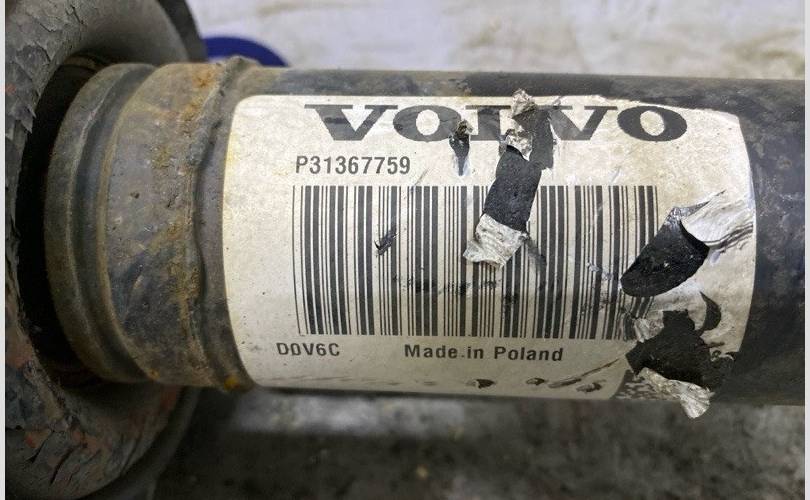 VOLVO
P31367759
D0V6C Made in Poland